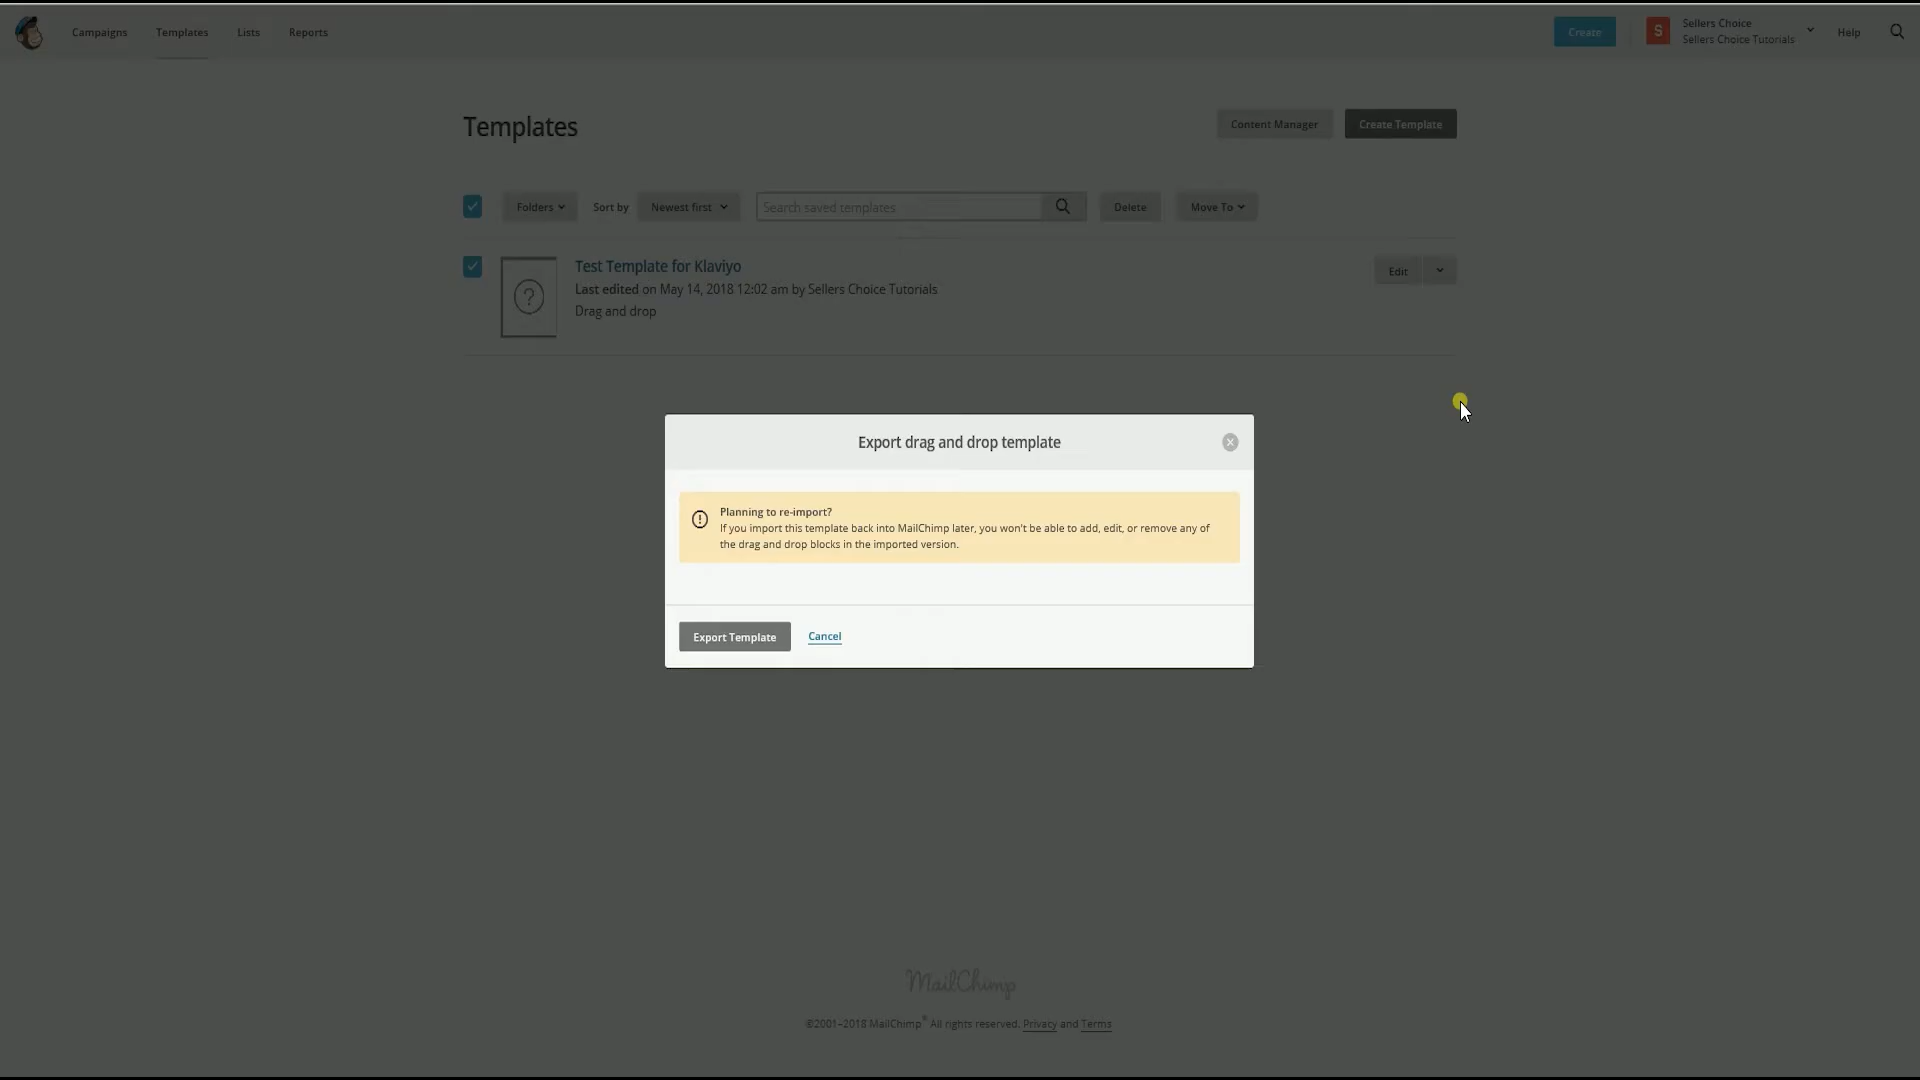 Campaigns Templates Lists Reports Create S Sellers Choice Help
Sellers Choice Tutorials
Templates Content Manager Create Template
Folders Sort by Newest first Search saved templates Delete Move To
Test Template for Klaviyo Edit
Last edited on May 14, 2018 12:02 am by Sellers Choice Tutorials
Drag and drop
?
Export drag and drop template
Planning to re-import?
If you import this template back into MailChimp later, you won't be able to add, edit, or remove any of
the drag and drop blocks in the imported version.
Export Template Cancel
MailChimp
©2001–2018 MailChimp® All rights reserved. Privacy and Terms